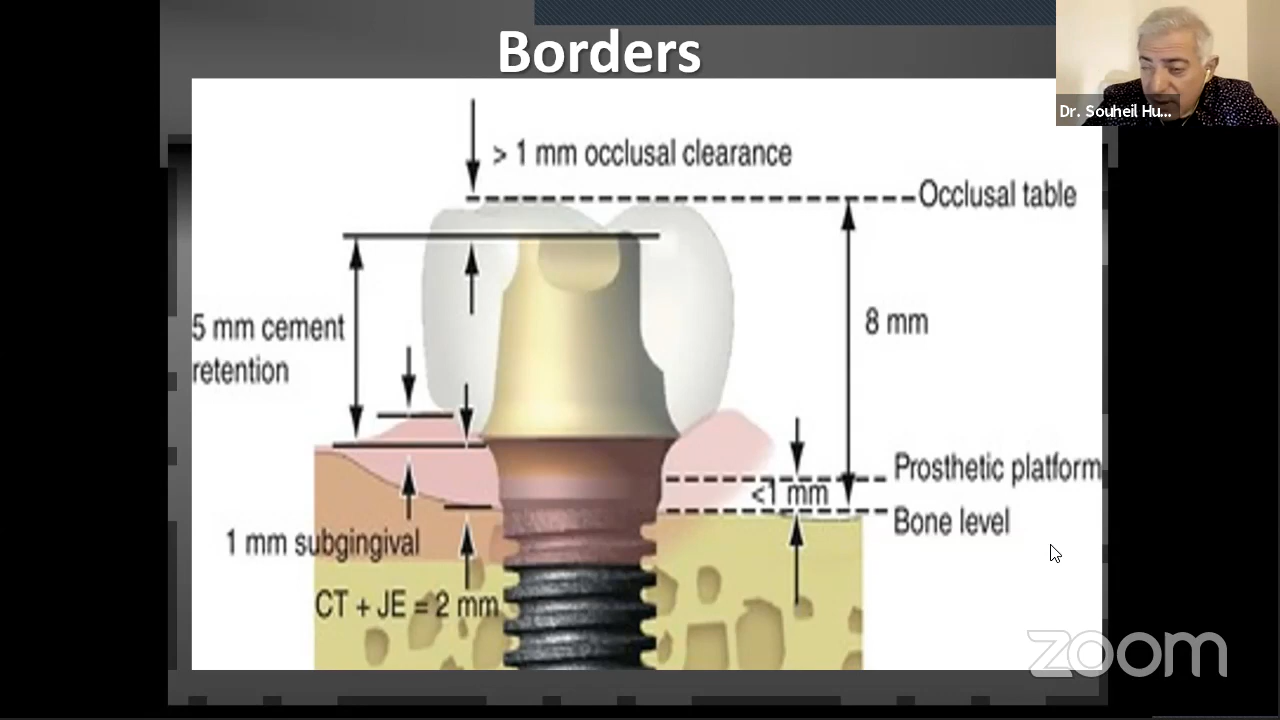 Borders
Dr. Souheil Hu...
> 1 mm occlusal clearance
Occlusal table
5 mm cement
retention
8 mm
Prosthetic platform
<1 mm
Bone level
1 mm subgingival
CT + JE = 2 mm
zoom